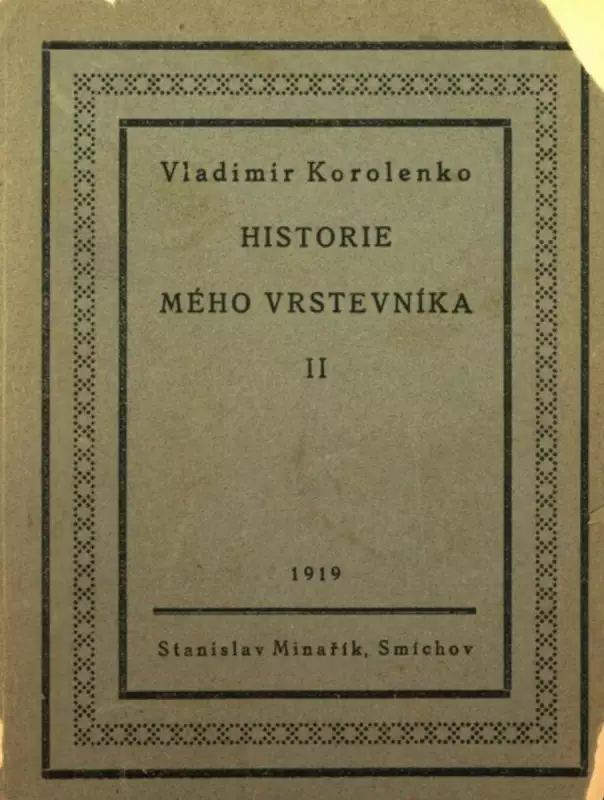 Vladimir Korolenko
HISTORIE
MÉHO VRSTEVNÍKA
II
1919
Stanislav Minařík, Smíchov